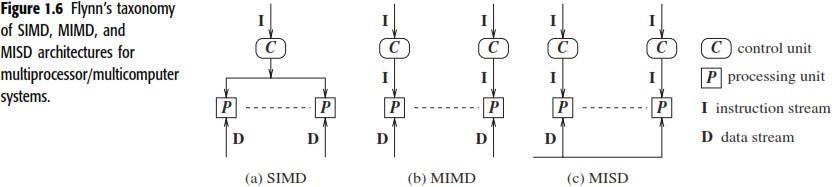 Figure 1.6 Flynn's taxonomy
of SIMD, MIMD, and
MISD architectures for
multiprocessor/multicomputer
systems.
I I I I I
C C C C C
I I I I
P P P P P P
D D D D D
(a) SIMD (b) MIMD (c) MISD
C control unit
P processing unit
I instruction stream
D data stream